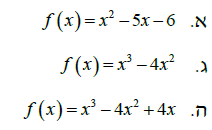 א. f(x)=x²−5x−6
ג. f(x)=x³−4x²
ה. f(x)=x³−4x²+4x